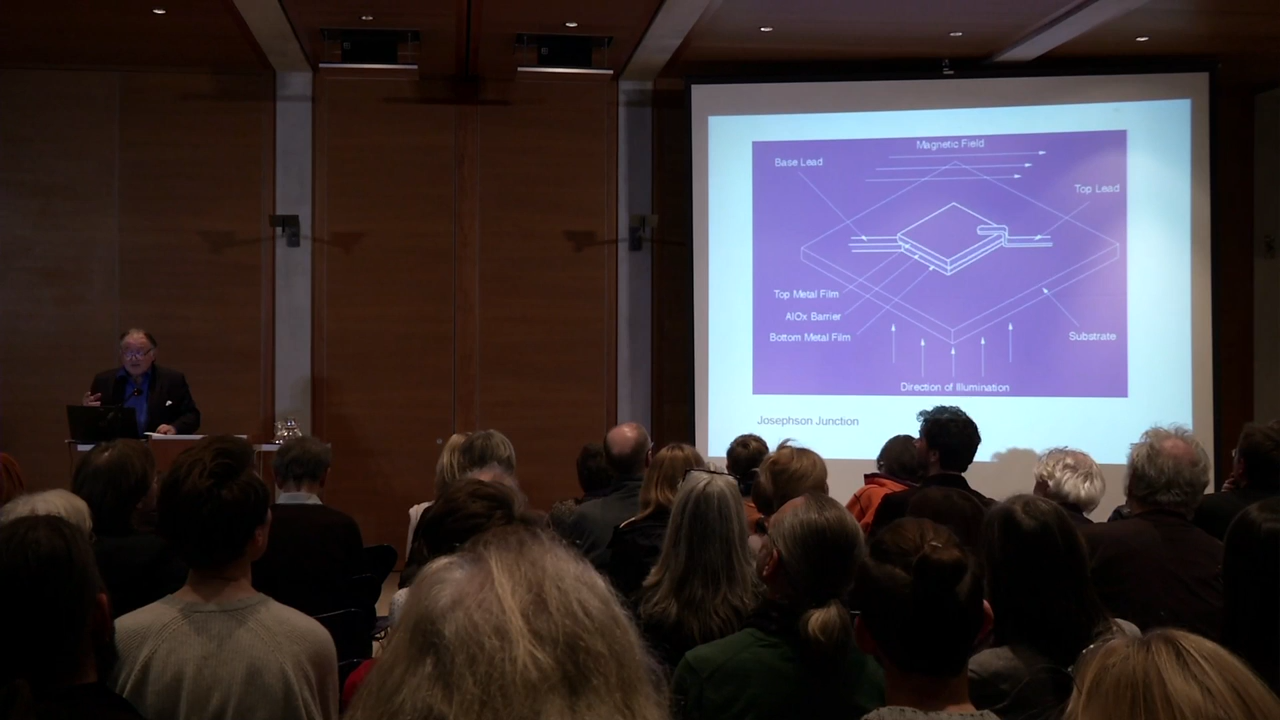 Magnetic Field
Base Lead
Top Lead
Top Metal Film
AlOx Barrier
Bottom Metal Film
Substrate
Direction of Illumination
Josephson Junction